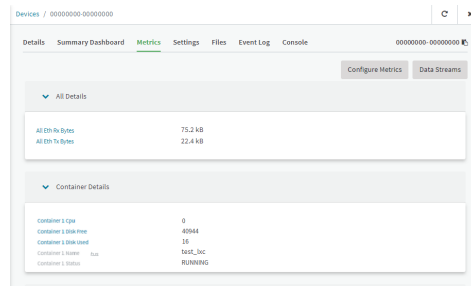 Devices / 00000000-00000000
Details Summary Dashboard Metrics Settings Files Event Log Console 00000000-00000000
Configure Metrics Data Streams
All Details
All Eth Rx Bytes 75.2 kB
All Eth Tx Bytes 22.4 kB
Container Details
Container 1 Cpu 0
Container 1 Disk Free 40944
Container 1 Disk Used 16
Container 1 Name test_lxc
Container 1 Status RUNNING